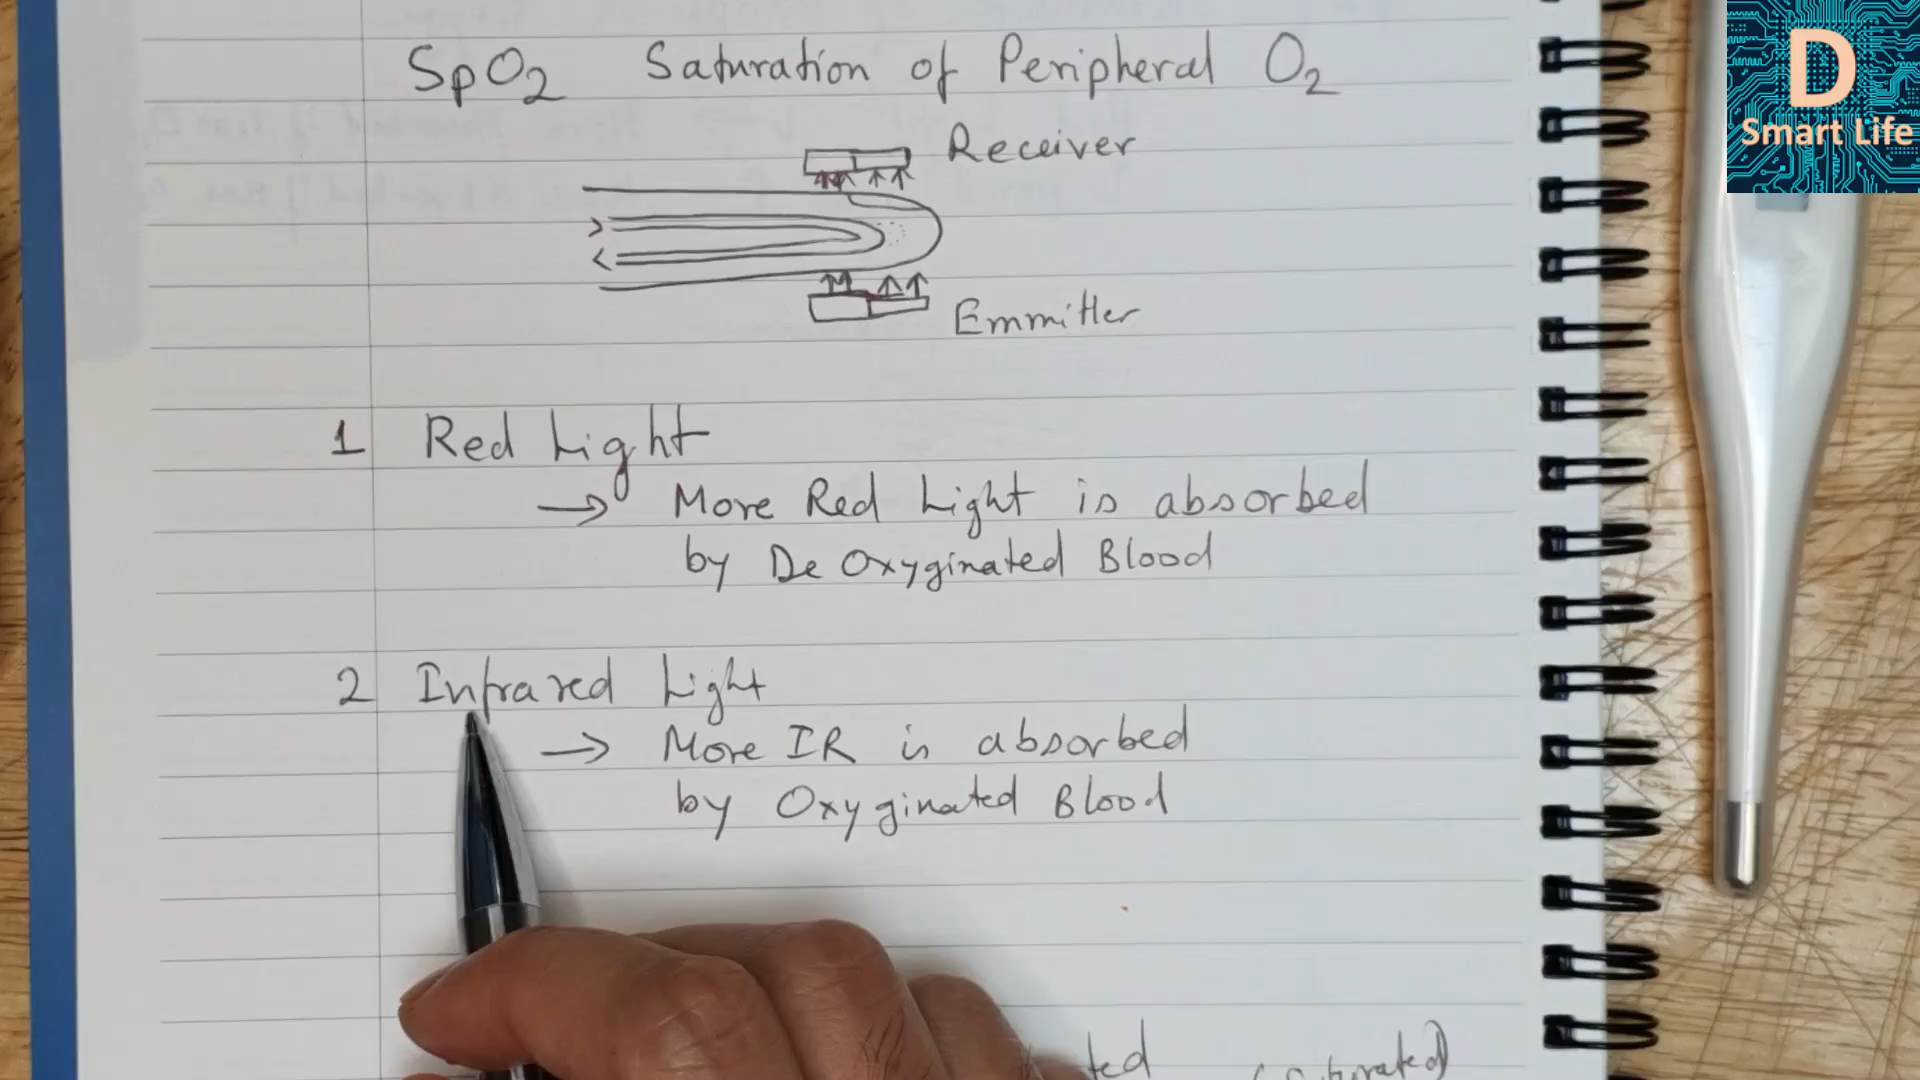 SpO2 Saturation of Peripheral O2
Receiver
Emmitter
1 Red Light
→ More Red Light is absorbed
by De Oxyginated Blood
2 Infrared Light
→ More IR is absorbed
by Oxyginated Blood
D
Smart Life